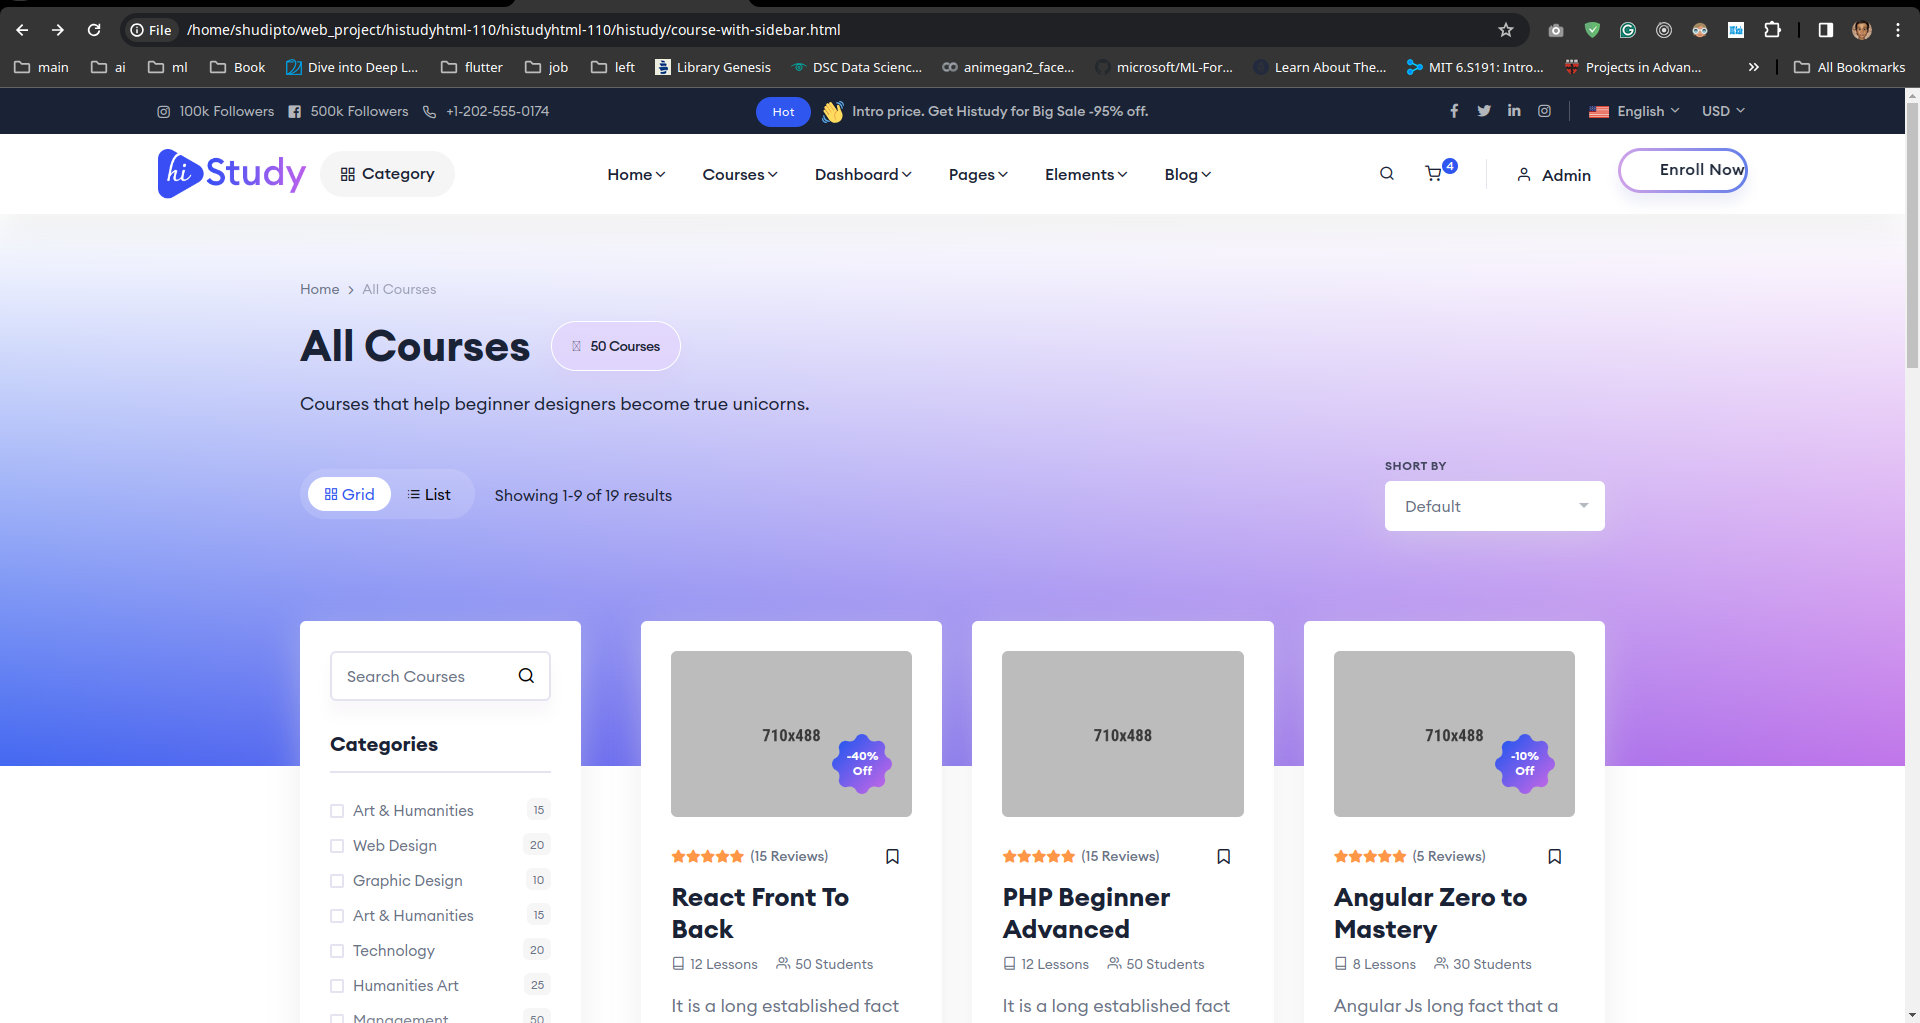 File /home/shudipto/web_project/histudyhtml-110/histudyhtml-110/histudy/course-with-sidebar.html
main ai ml Book Dive into Deep L... flutter job left Library Genesis DSC Data Scienc... animegan2_face... microsoft/ML-For... Learn About The... MIT 6.S191: Intro... Projects in Advan... » All Bookmarks
100k Followers 500k Followers +1-202-555-0174 Hot Intro price. Get Histudy for Big Sale -95% off. English USD
hi Study Category Home Courses Dashboard Pages Elements Blog 4 Admin Enroll Now
Home > All Courses
All Courses 50 Courses
Courses that help beginner designers become true unicorns.
SHORT BY
Grid List Showing 1-9 of 19 results Default
Search Courses
Categories
Art & Humanities 15
Web Design 20
Graphic Design 10
Art & Humanities 15
Technology 20
Humanities Art 25
Management 50
710x488
-40%
Off
(15 Reviews)
React Front To
Back
12 Lessons 50 Students
It is a long established fact
710x488
(15 Reviews)
PHP Beginner
Advanced
12 Lessons 50 Students
It is a long established fact
710x488
-10%
Off
(5 Reviews)
Angular Zero to
Mastery
8 Lessons 30 Students
Angular Js long fact that a